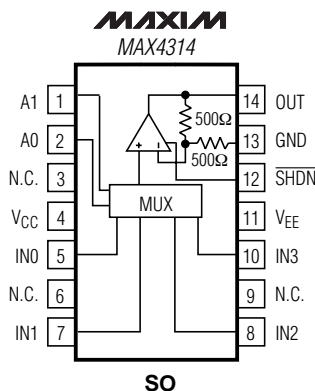 MAXIM
MAX4314
A1 1
A0 2
N.C. 3
VCC 4
IN0 5
N.C. 6
IN1 7
14 OUT
13 GND
12 SHDN
11 VEE
10 IN3
9 N.C.
8 IN2
500Ω
500Ω
+ −
MUX
SO